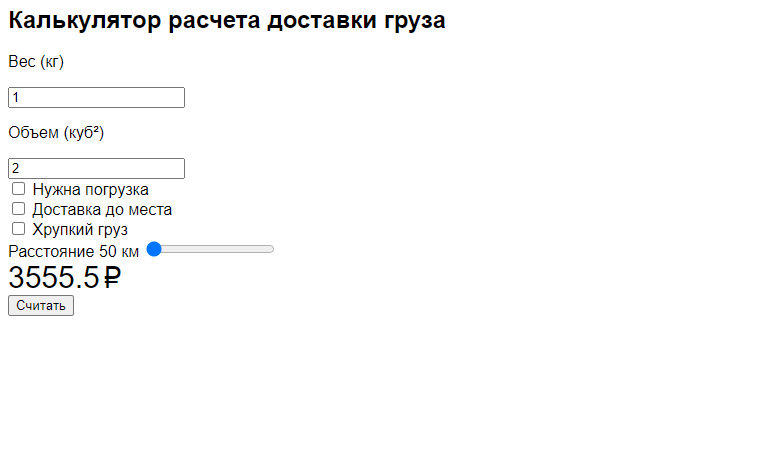 Калькулятор расчета доставки груза
Вес (кг)
1
Объем (куб²)
2
Нужна погрузка
Доставка до места
Хрупкий груз
Расстояние 50 км
3555.5 ₽
Считать